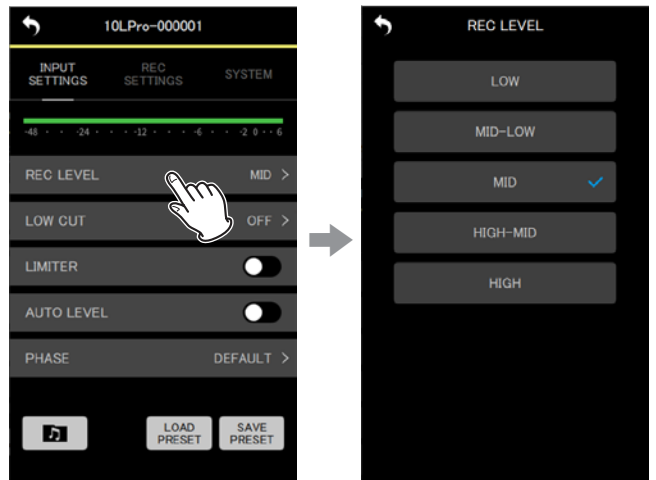 10LPro-000001
INPUT
SETTINGS
REC
SETTINGS
SYSTEM
-48 · · -24 · · · -12 · · · -6 · · -2 0 · · 6
REC LEVEL MID >
LOW CUT OFF >
LIMITER
AUTO LEVEL
PHASE DEFAULT >
LOAD
PRESET
SAVE
PRESET
REC LEVEL
LOW
MID-LOW
MID
HIGH-MID
HIGH